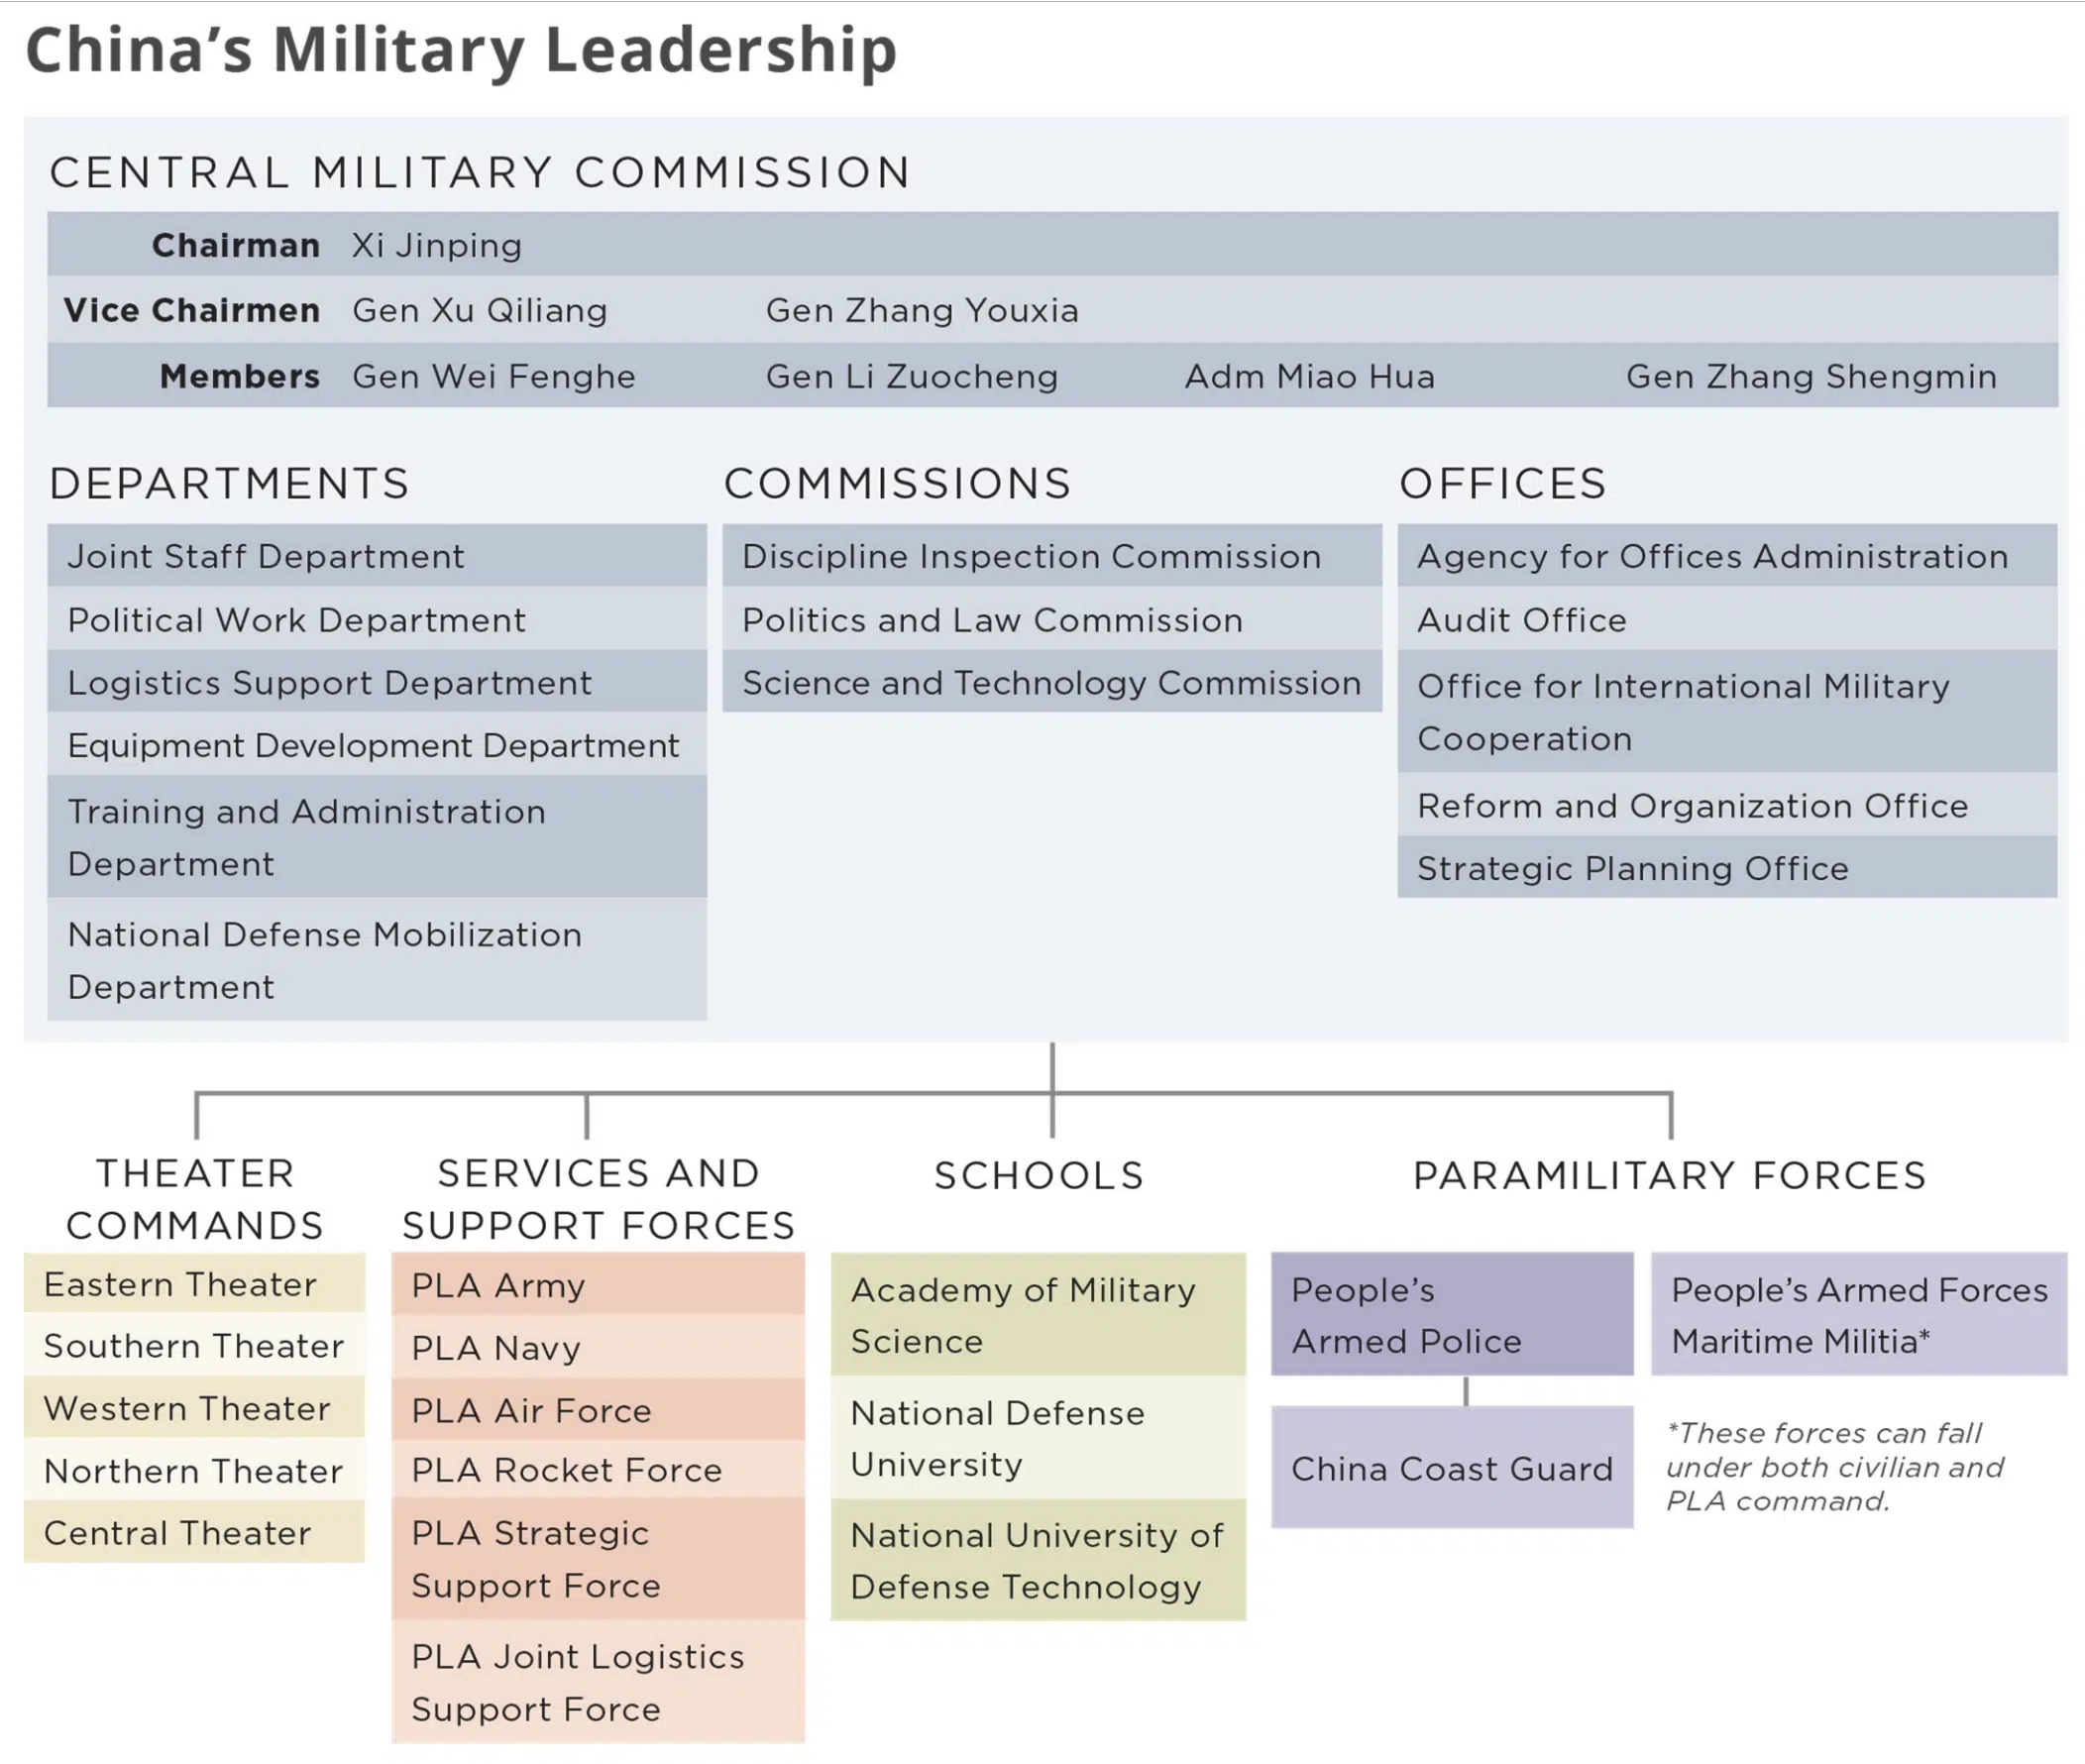 China’s Military Leadership
CENTRAL MILITARY COMMISSION
Chairman Xi Jinping
Vice Chairmen Gen Xu Qiliang Gen Zhang Youxia
Members Gen Wei Fenghe Gen Li Zuocheng Adm Miao Hua Gen Zhang Shengmin
DEPARTMENTS
Joint Staff Department
Political Work Department
Logistics Support Department
Equipment Development Department
Training and Administration
Department
National Defense Mobilization
Department
COMMISSIONS
Discipline Inspection Commission
Politics and Law Commission
Science and Technology Commission
OFFICES
Agency for Offices Administration
Audit Office
Office for International Military
Cooperation
Reform and Organization Office
Strategic Planning Office
THEATER
COMMANDS
Eastern Theater
Southern Theater
Western Theater
Northern Theater
Central Theater
SERVICES AND
SUPPORT FORCES
PLA Army
PLA Navy
PLA Air Force
PLA Rocket Force
PLA Strategic
Support Force
PLA Joint Logistics
Support Force
SCHOOLS
Academy of Military
Science
National Defense
University
National University of
Defense Technology
PARAMILITARY FORCES
People’s
Armed Police
China Coast Guard
People’s Armed Forces
Maritime Militia*
*These forces can fall
under both civilian and
PLA command.